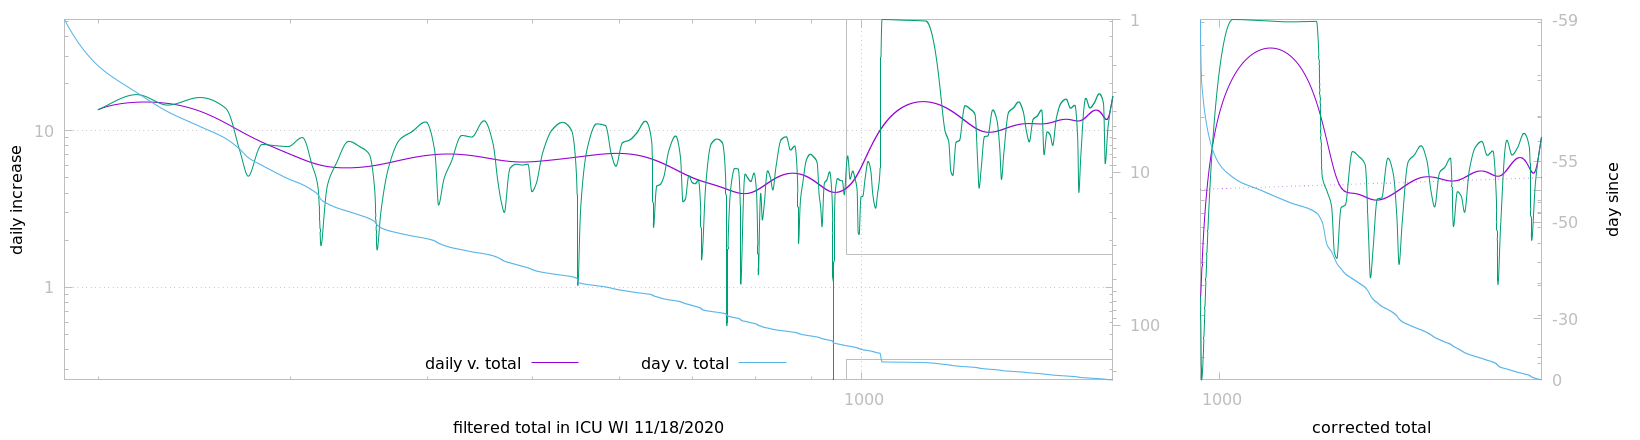 daily increase
10
1
daily v. total
day v. total
1000
filtered total in ICU WI 11/18/2020
1
10
100
1000
corrected total
-59
-55
-50
-30
0
day since